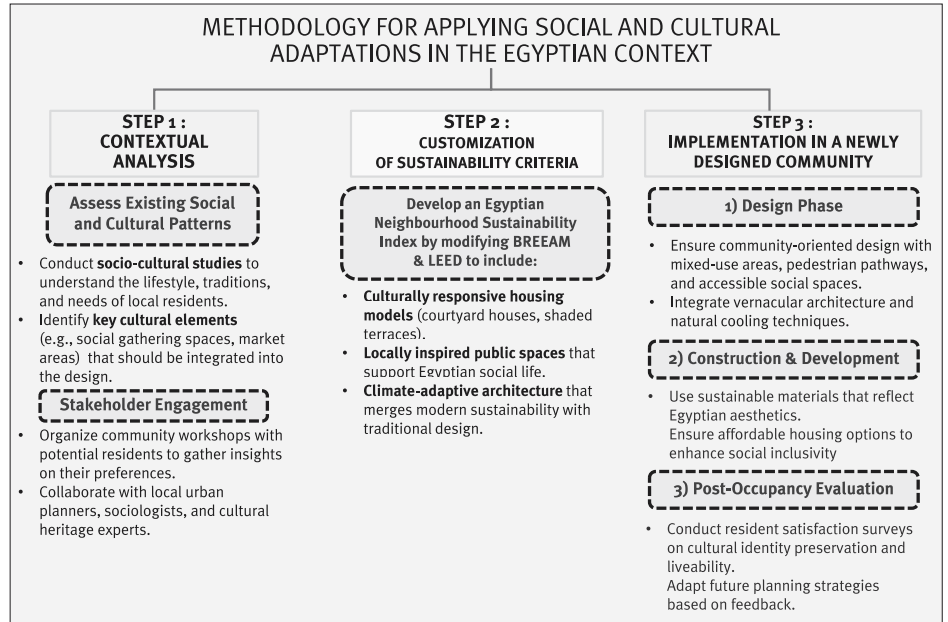 METHODOLOGY FOR APPLYING SOCIAL AND CULTURAL
ADAPTATIONS IN THE EGYPTIAN CONTEXT
STEP 1 :
CONTEXTUAL
ANALYSIS
Assess Existing Social
and Cultural Patterns
• Conduct socio-cultural studies to
understand the lifestyle, traditions,
and needs of local residents.
• Identify key cultural elements
(e.g., social gathering spaces, market
areas) that should be integrated into
the design.
Stakeholder Engagement
• Organize community workshops with
potential residents to gather insights
on their preferences.
• Collaborate with local urban
planners, sociologists, and cultural
heritage experts.
STEP 2 :
CUSTOMIZATION
OF SUSTAINABILITY CRITERIA
Develop an Egyptian
Neighbourhood Sustainability
Index by modifying BREEAM
& LEED to include:
• Culturally responsive housing
models (courtyard houses, shaded
terraces).
• Locally inspired public spaces that
support Egyptian social life.
• Climate-adaptive architecture that
merges modern sustainability with
traditional design.
STEP 3 :
IMPLEMENTATION IN A NEWLY
DESIGNED COMMUNITY
1) Design Phase
• Ensure community-oriented design with
mixed-use areas, pedestrian pathways,
and accessible social spaces.
• Integrate vernacular architecture and
natural cooling techniques.
2) Construction & Development
• Use sustainable materials that reflect
Egyptian aesthetics.
Ensure affordable housing options to
enhance social inclusivity
3) Post-Occupancy Evaluation
• Conduct resident satisfaction surveys
on cultural identity preservation and
liveability.
Adapt future planning strategies
based on feedback.